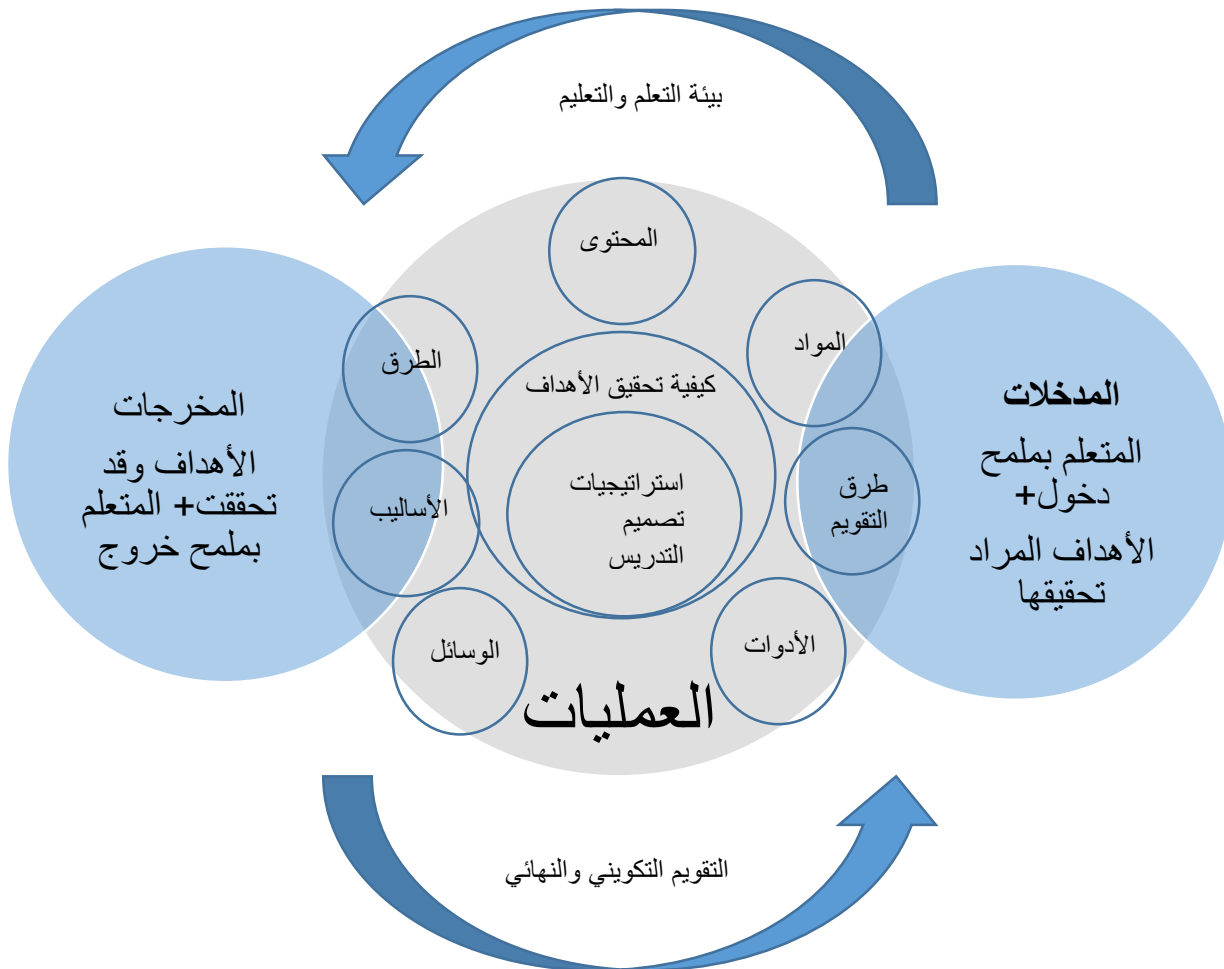 بيئة التعلم والتعليم
المحتوى
المواد
الطرق
كيفية تحقيق الأهداف
المدخلات
المتعلم بملمح
دخول+
الأهداف المراد
تحقيقها
المخرجات
الأهداف وقد
تحققت+ المتعلم
بملمح خروج
طرق
التقويم
استراتيجيات
تصميم
التدريس
الأساليب
الأدوات
الوسائل
العمليات
التقويم التكويني والنهائي